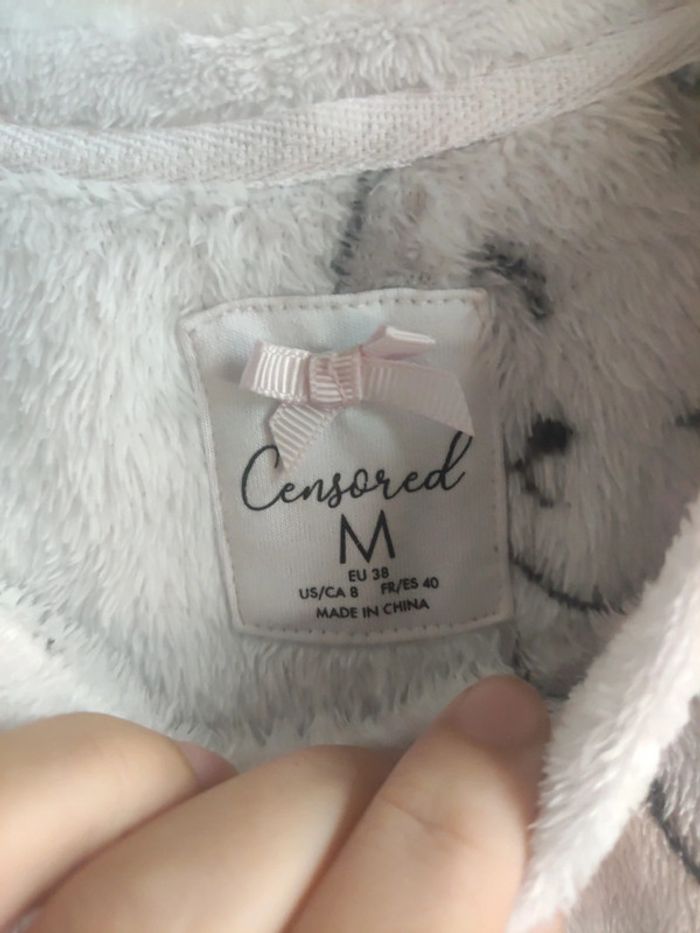 Censored
M
EU 38
US/CA 8 FR/ES 40
MADE IN CHINA